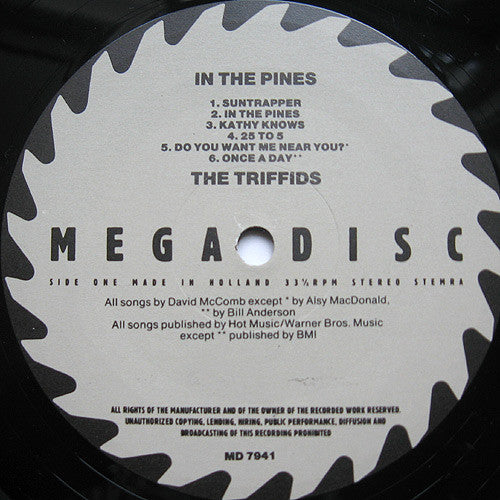 IN THE PINES
1. SUNTRAPPER
2. IN THE PINES
3. KATHY KNOWS
4. 25 TO 5
5. DO YOU WANT ME NEAR YOU?*
6. ONCE A DAY**
THE TRIFFIDS
MEGADISC
SIDE ONE MADE IN HOLLAND 33⅓RPM STEREO STEMRA
All songs by David McComb except * by Alsy MacDonald,
** by Bill Anderson
All songs published by Hot Music/Warner Bros. Music
except ** published by BMI
ALL RIGHTS OF THE MANUFACTURER AND OF THE OWNER OF THE RECORDED WORK RESERVED.
UNAUTHORIZED COPYING, LENDING, HIRING, PUBLIC PERFORMANCE, DIFFUSION AND
BROADCASTING OF THIS RECORDING PROHIBITED
MD 7941